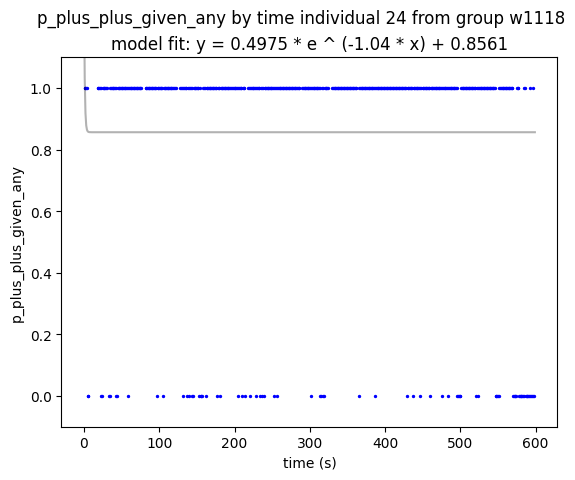 p_plus_plus_given_any by time individual 24 from group w1118
model fit: y = 0.4975 * e ^ (-1.04 * x) + 0.8561
p_plus_plus_given_any
1.0
0.8
0.6
0.4
0.2
0.0
0 100 200 300 400 500 600
time (s)